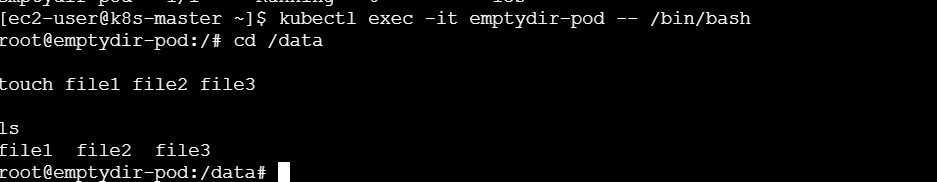 [ec2-user@k8s-master ~]$ kubectl exec -it emptydir-pod -- /bin/bash
root@emptydir-pod:/# cd /data
touch file1 file2 file3
ls
file1  file2  file3
root@emptydir-pod:/data#